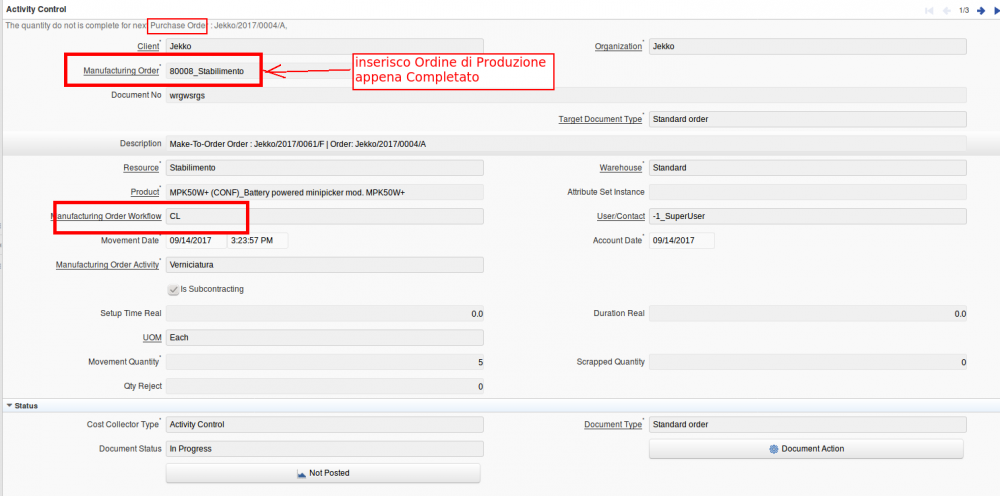 Activity Control
1/3
The quantity do not is complete for next Purchase Order : Jekko/2017/0004/A,
Client* Jekko Organization* Jekko
Manufacturing Order* 80008_Stabilimento
inserisco Ordine di Produzione
appena Completato
Document No wrgwsrgs
Target Document Type* Standard order
Description Make-To-Order Order : Jekko/2017/0061/F | Order: Jekko/2017/0004/A
Resource* Stabilimento Warehouse* Standard
Product* MPK50W+ (CONF)_Battery powered minipicker mod. MPK50W+ Attribute Set Instance
Manufacturing Order Workflow CL User/Contact* -1_SuperUser
Movement Date* 09/14/2017 3:23:57 PM Account Date* 09/14/2017
Manufacturing Order Activity* Verniciatura
Is Subcontracting
Setup Time Real 0.0 Duration Real 0.0
UOM Each
Movement Quantity* 5 Scrapped Quantity* 0
Qty Reject* 0
Status
Cost Collector Type* Activity Control Document Type* Standard order
Document Status In Progress Document Action
Not Posted